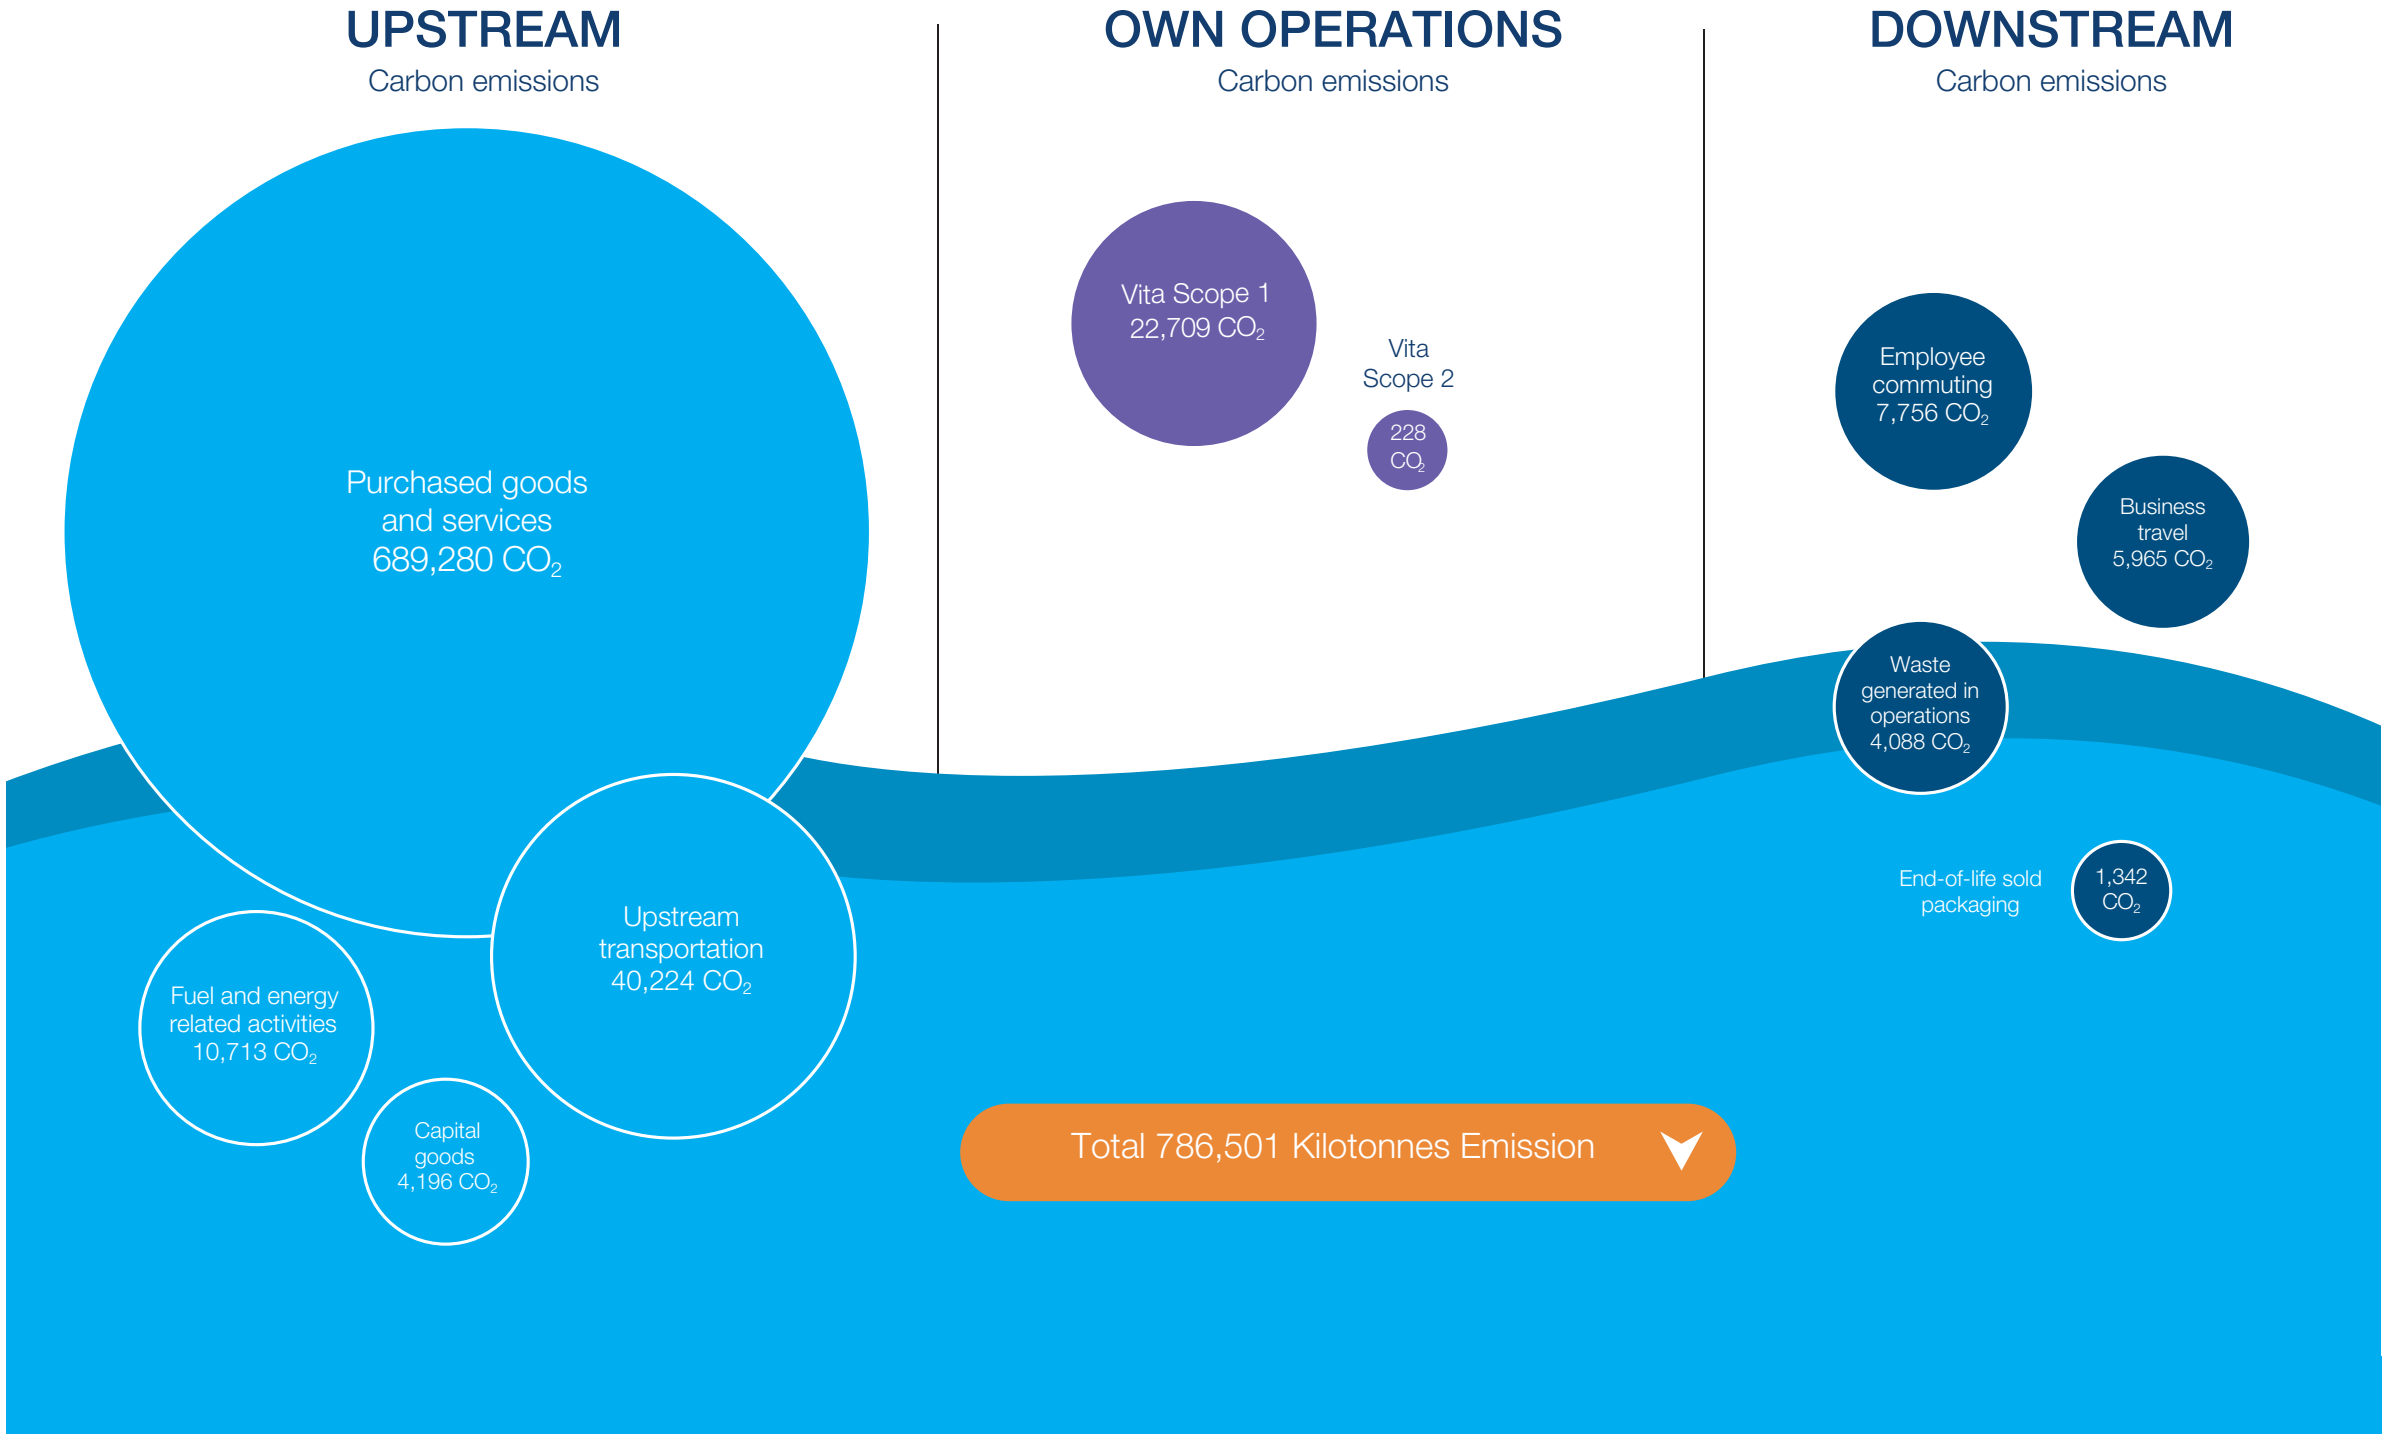 UPSTREAM
Carbon emissions
Purchased goods
and services
689,280 CO₂
Upstream
transportation
40,224 CO₂
Fuel and energy
related activities
10,713 CO₂
Capital
goods
4,196 CO₂
OWN OPERATIONS
Carbon emissions
Vita Scope 1
22,709 CO₂
Vita
Scope 2
228
CO₂
DOWNSTREAM
Carbon emissions
Employee
commuting
7,756 CO₂
Business
travel
5,965 CO₂
Waste
generated in
operations
4,088 CO₂
End-of-life sold
packaging
1,342
CO₂
Total 786,501 Kilotonnes Emission